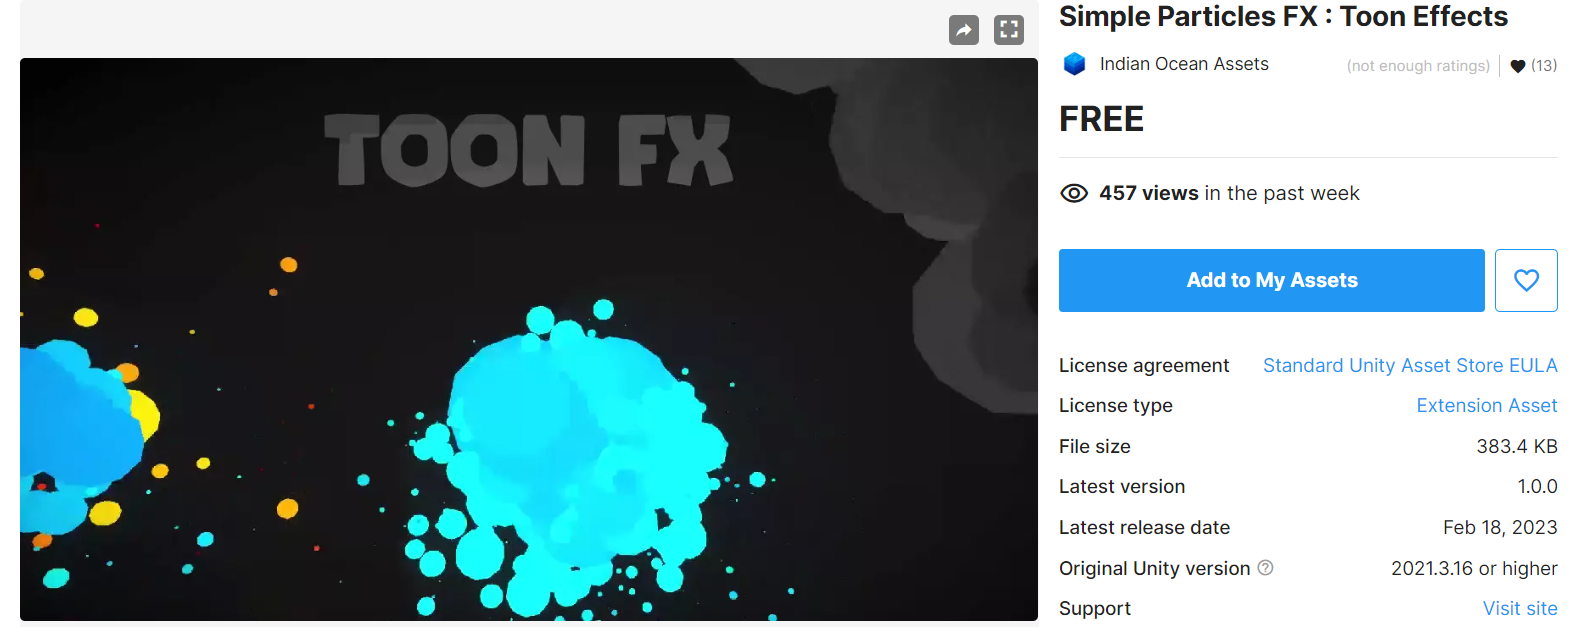 TOON FX
Simple Particles FX : Toon Effects
Indian Ocean Assets (not enough ratings) (13)
FREE
457 views in the past week
Add to My Assets
License agreement Standard Unity Asset Store EULA
License type Extension Asset
File size 383.4 KB
Latest version 1.0.0
Latest release date Feb 18, 2023
Original Unity version ? 2021.3.16 or higher
Support Visit site